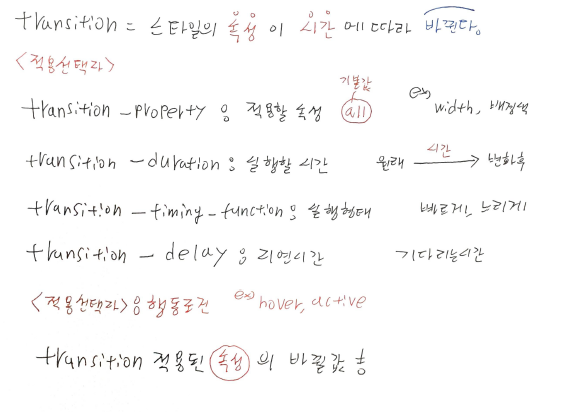 transition = 스타일의 속성 이 시간 에 따라 바뀐다.
<적용선택자>
기본값
transition - property : 적용할 속성 all ex) width, 배경색
transition - duration : 실행할 시간 원래 시간 → 변화후
transition - timing - function : 실행형태 빠르게, 느리게
transition - delay : 지연시간 기다리는시간
<적용선택자> : 행동조건 ex) hover, active
transition 적용된 속성 의 바뀔값 ;